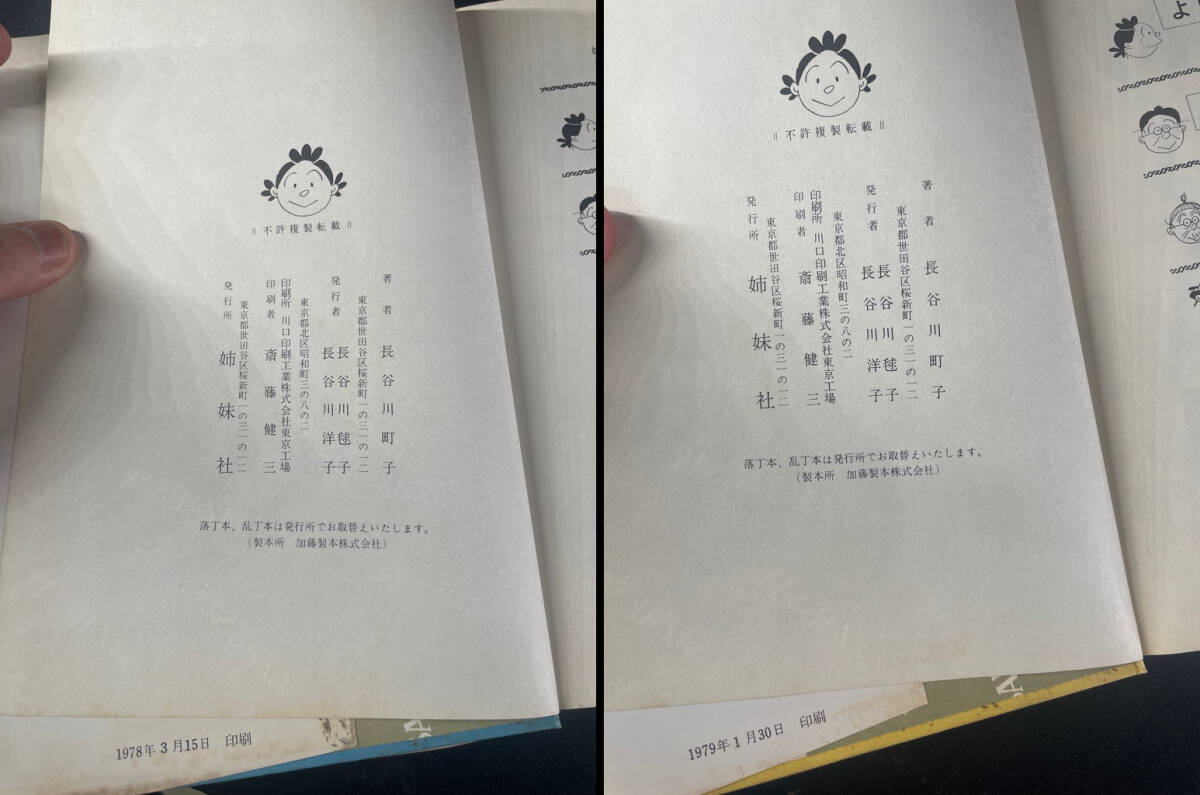 ‖不許複製転載‖
著者 長谷川町子
東京都世田谷区桜新町一の三一の一二
発行者 長谷川毬子
長谷川洋子
東京都北区昭和町三の八の二
印刷所 川口印刷工業株式会社東京工場
印刷者 斎藤健三
東京都世田谷区桜新町一の三一の一二
発行所 姉妹社
落丁本、乱丁本は発行所でお取替えいたします。
(製本所 加藤製本株式会社)
1978年3月15日 印刷
よ
‖不許複製転載‖
著者 長谷川町子
東京都世田谷区桜新町一の三一の一二
発行者 長谷川毬子
長谷川洋子
東京都北区昭和町三の八の二
印刷所 川口印刷工業株式会社東京工場
印刷者 斎藤健三
東京都世田谷区桜新町一の三一の一二
発行所 姉妹社
落丁本、乱丁本は発行所でお取替えいたします。
(製本所 加藤製本株式会社)
1979年1月30日 印刷